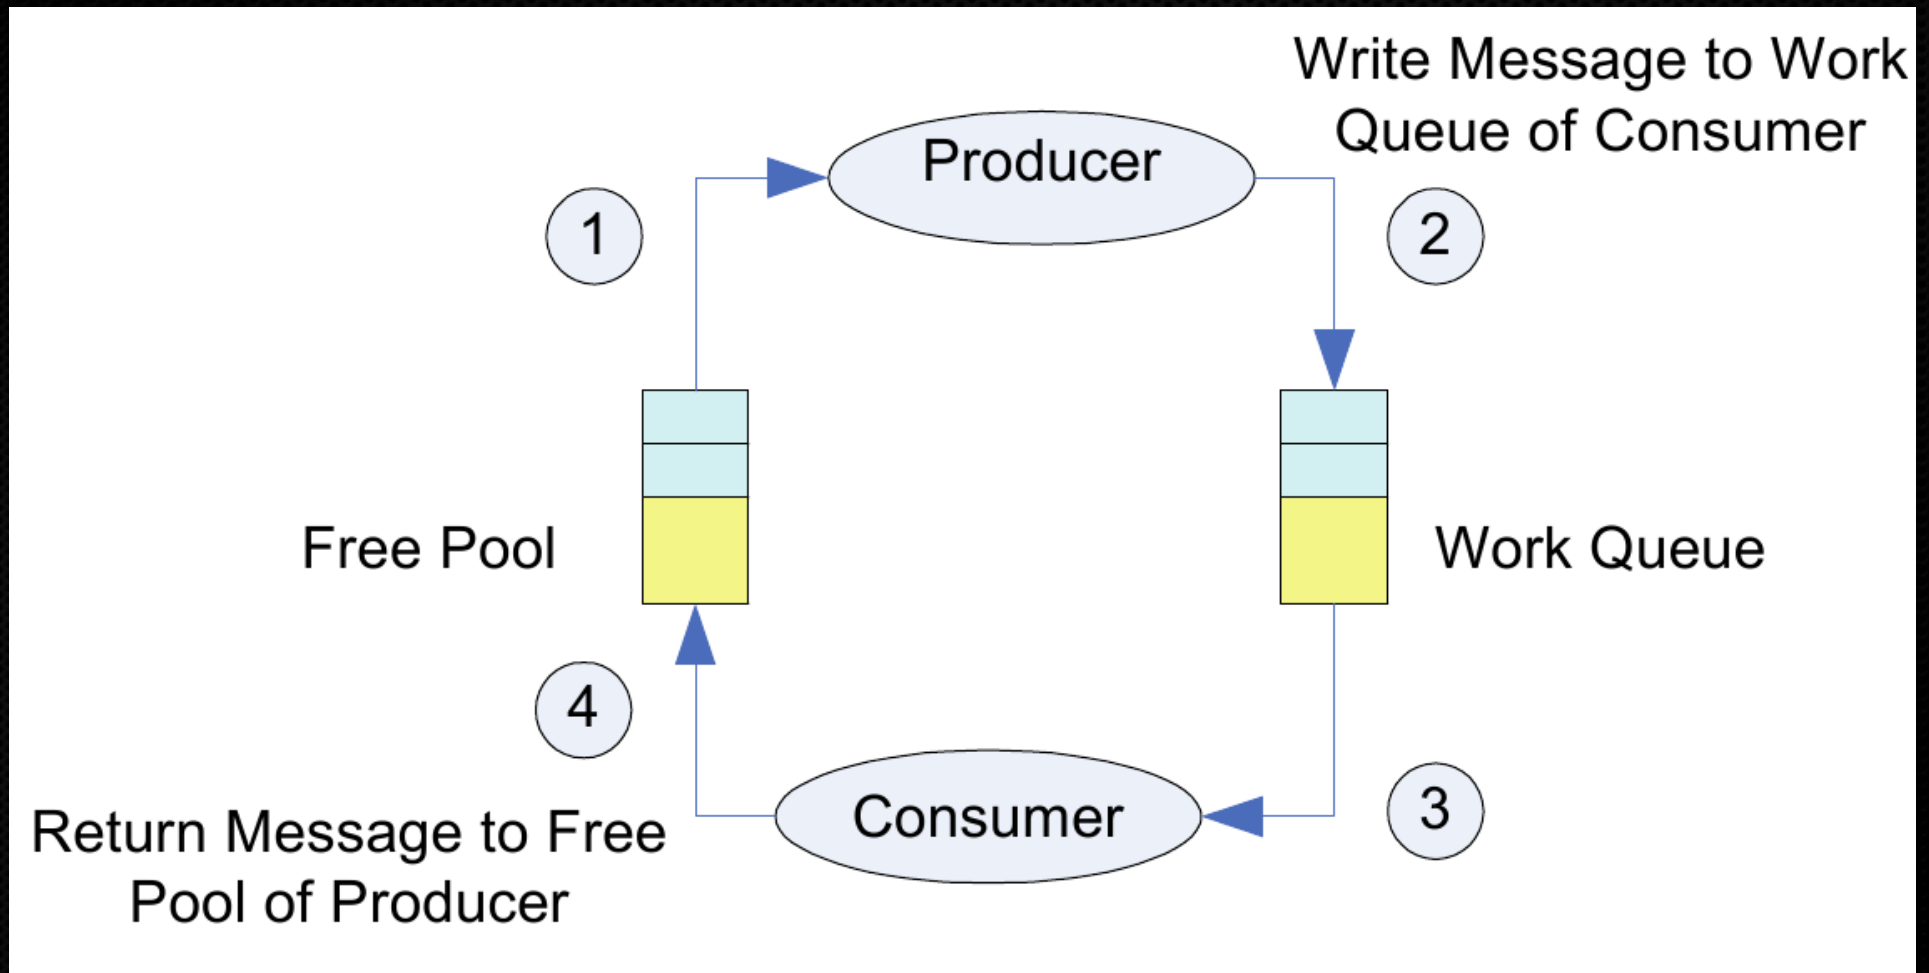 Write Message to Work
Queue of Consumer
Producer
1
2
Free Pool
Work Queue
4
3
Consumer
Return Message to Free
Pool of Producer